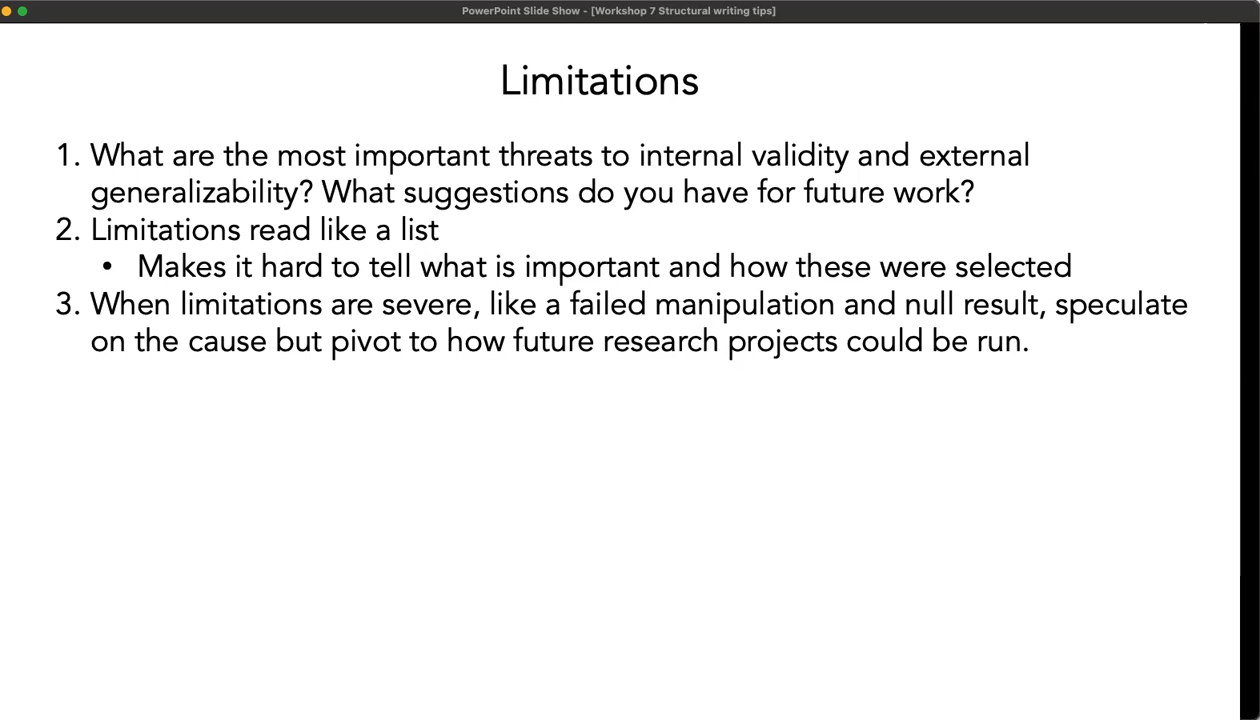 PowerPoint Slide Show - [Workshop 7 Structural writing tips]
Limitations
1. What are the most important threats to internal validity and external
generalizability? What suggestions do you have for future work?
2. Limitations read like a list
• Makes it hard to tell what is important and how these were selected
3. When limitations are severe, like a failed manipulation and null result, speculate
on the cause but pivot to how future research projects could be run.